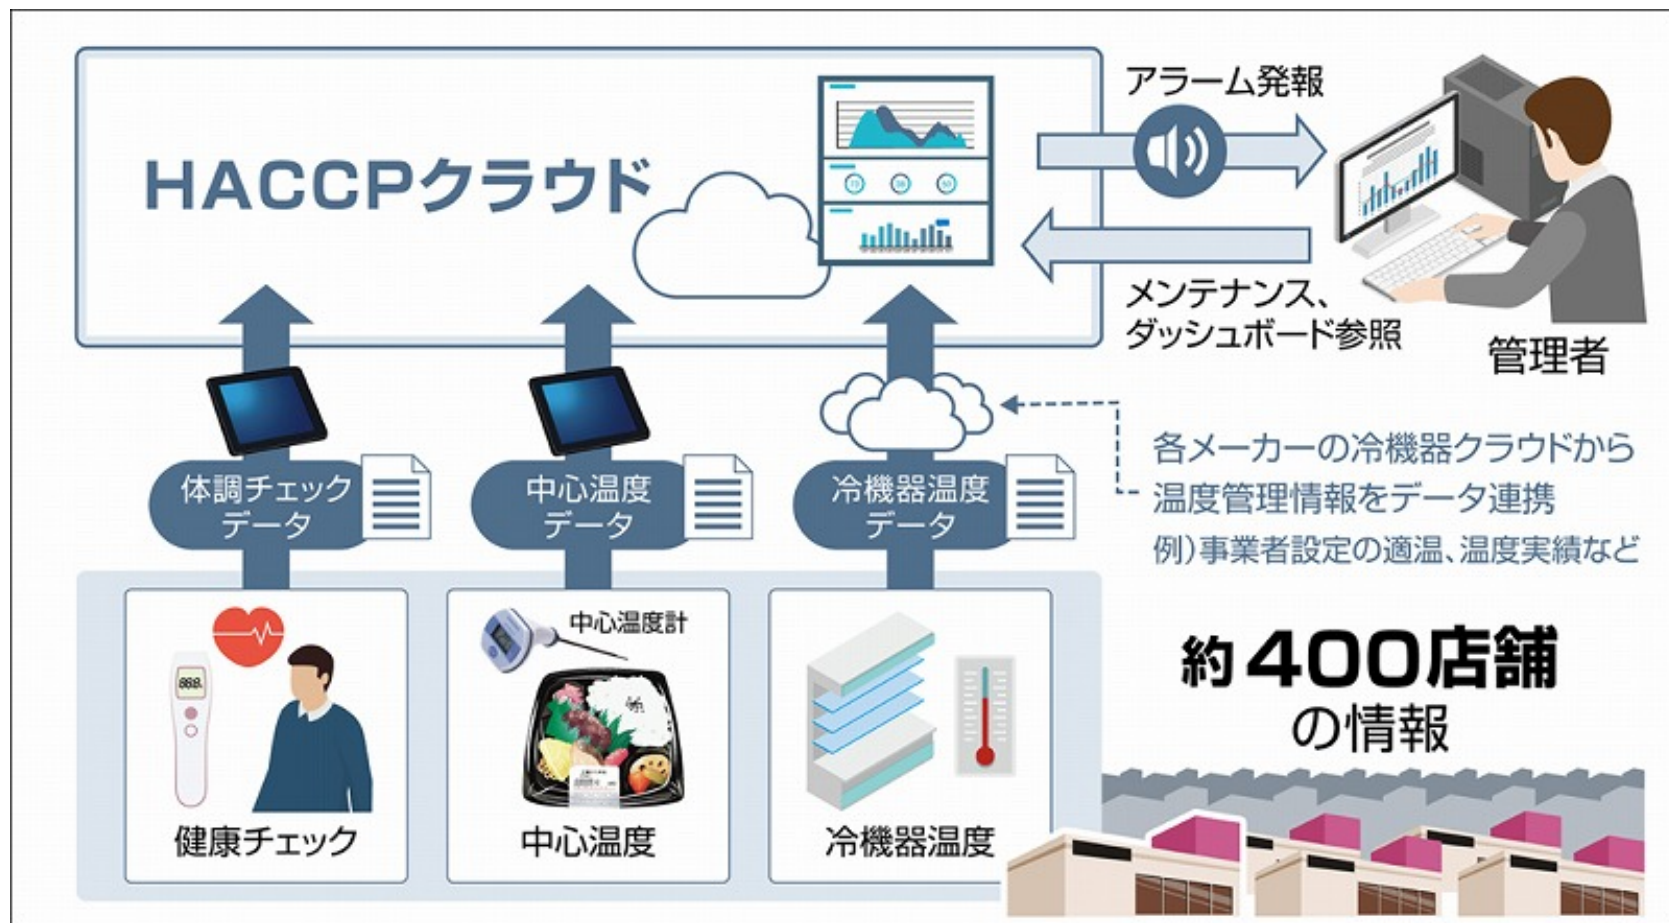 HACCPクラウド
アラーム発報
メンテナンス、
ダッシュボード参照
管理者
体調チェック
データ
中心温度
データ
冷機器温度
データ
各メーカーの冷機器クラウドから
温度管理情報をデータ連携
例)事業者設定の適温、温度実績など
中心温度計
健康チェック
中心温度
冷機器温度
約400店舗
の情報